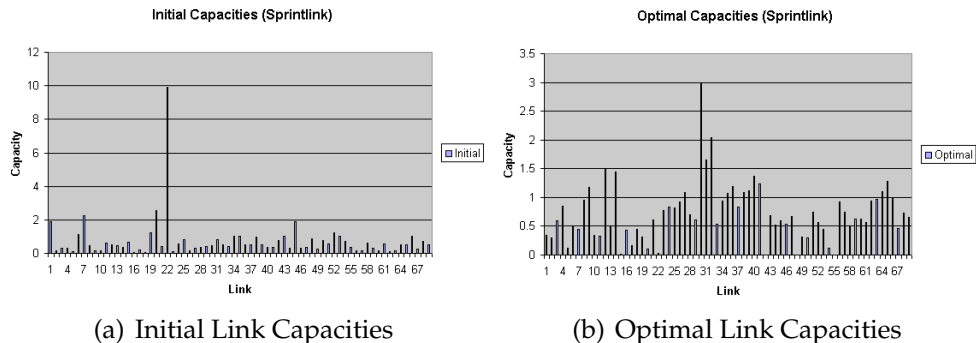 Initial Capacities (Sprintlink)
12
10
8
6
4
2
0
Capacity
1 4 7 10 13 16 19 22 25 28 31 34 37 40 43 46 49 52 55 58 61 64 67
Link
Initial
(a) Initial Link Capacities
Optimal Capacities (Sprintlink)
3.5
3
2.5
2
1.5
1
0.5
0
Capacity
1 4 7 10 13 16 19 22 25 28 31 34 37 40 43 46 49 52 55 58 61 64 67
Link
Optimal
(b) Optimal Link Capacities